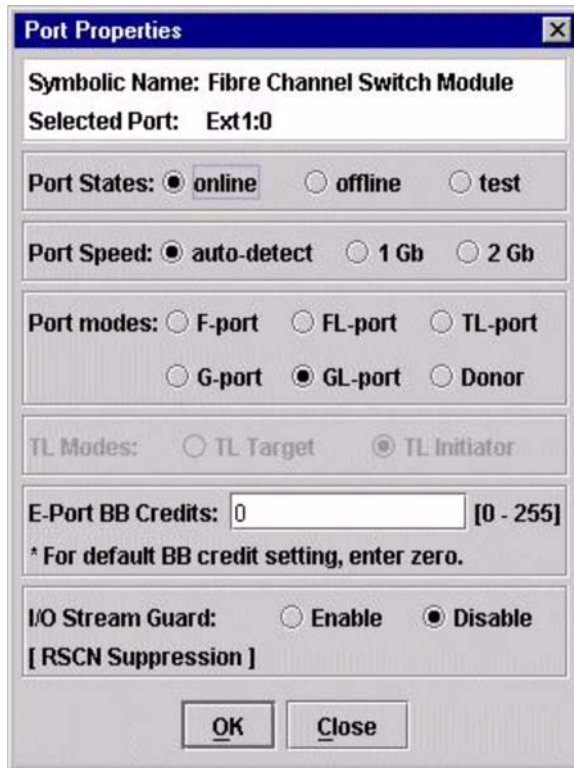 Port Properties
Symbolic Name: Fibre Channel Switch Module
Selected Port: Ext1:0
Port States: online offline test
Port Speed: auto-detect 1 Gb 2 Gb
Port modes: F-port FL-port TL-port
G-port GL-port Donor
TL Modes: TL Target TL Initiator
E-Port BB Credits: 0 [0 - 255]
* For default BB credit setting, enter zero.
I/O Stream Guard: Enable Disable
[ RSCN Suppression ]
OK Close